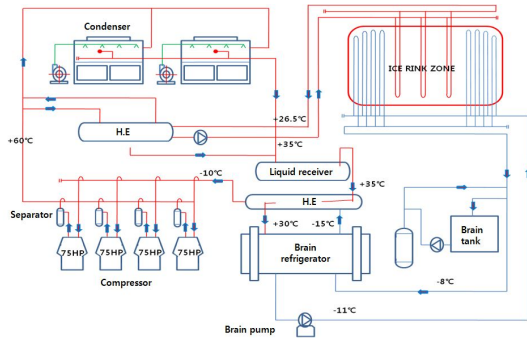 Condenser
ICE RINK ZONE
+26.5℃
H.E
+35℃
+60℃
-10℃
Liquid receiver
+35℃
H.E
Separator
+30℃
-15℃
75HP
75HP
75HP
75HP
Brain
refrigerator
Brain
tank
Compressor
-8℃
-11℃
Brain pump